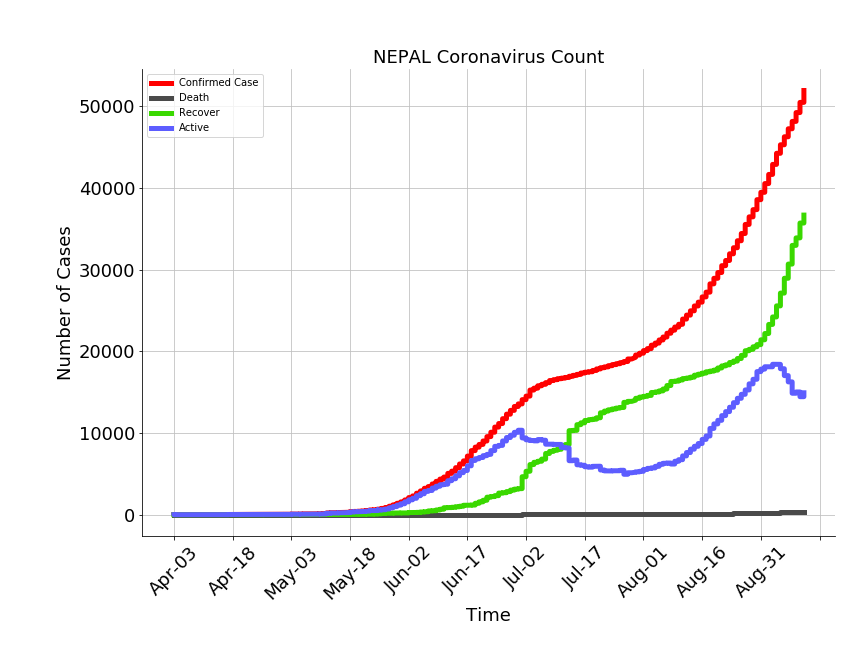 NEPAL Coronavirus Count
Confirmed Case
Death
Recover
Active
Number of Cases
50000
40000
30000
20000
10000
0
Apr-03
Apr-18
May-03
May-18
Jun-02
Jun-17
Jul-02
Jul-17
Aug-01
Aug-16
Aug-31
Time